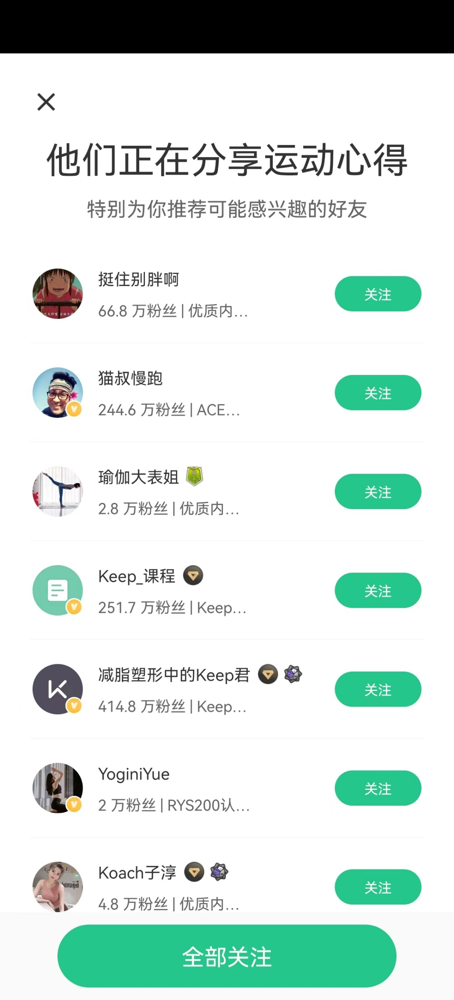 他们正在分享运动心得
特别为你推荐可能感兴趣的好友
挺住别胖啊
66.8 万粉丝 | 优质内...
关注
猫叔慢跑
244.6 万粉丝 | ACE...
关注
瑜伽大表姐
2.8 万粉丝 | 优质内...
关注
Keep_课程
251.7 万粉丝 | Keep...
关注
减脂塑形中的Keep君
414.8 万粉丝 | Keep...
关注
YoginiYue
2 万粉丝 | RYS200认...
关注
Koach子淳
4.8 万粉丝 | 优质内...
关注
全部关注